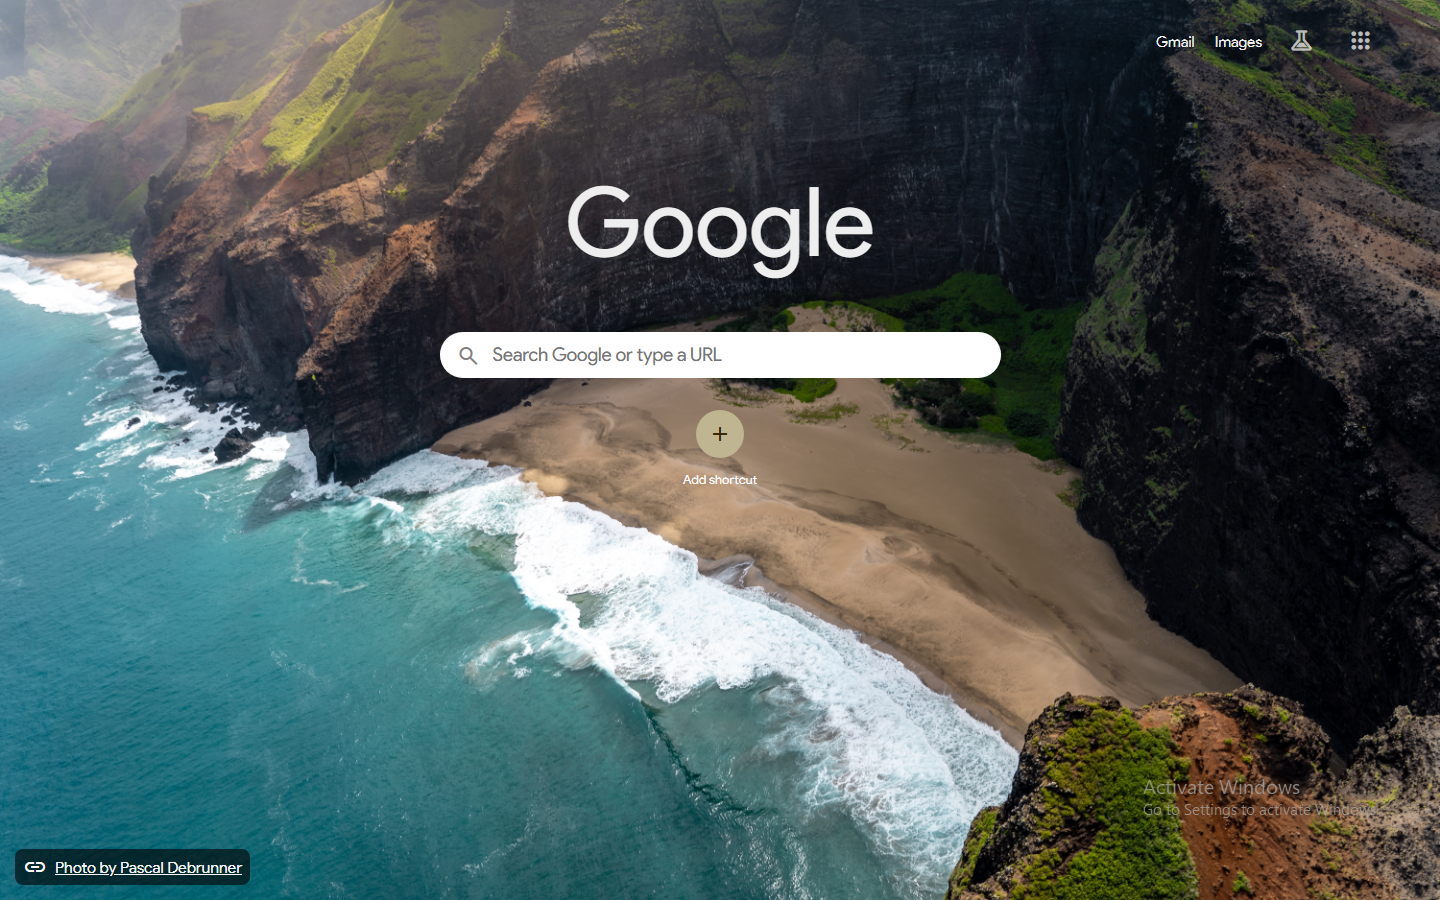 Gmail Images
Google
Search Google or type a URL
Add shortcut
Activate Windows
Go to Settings to activate Windows.
Photo by Pascal Debrunner